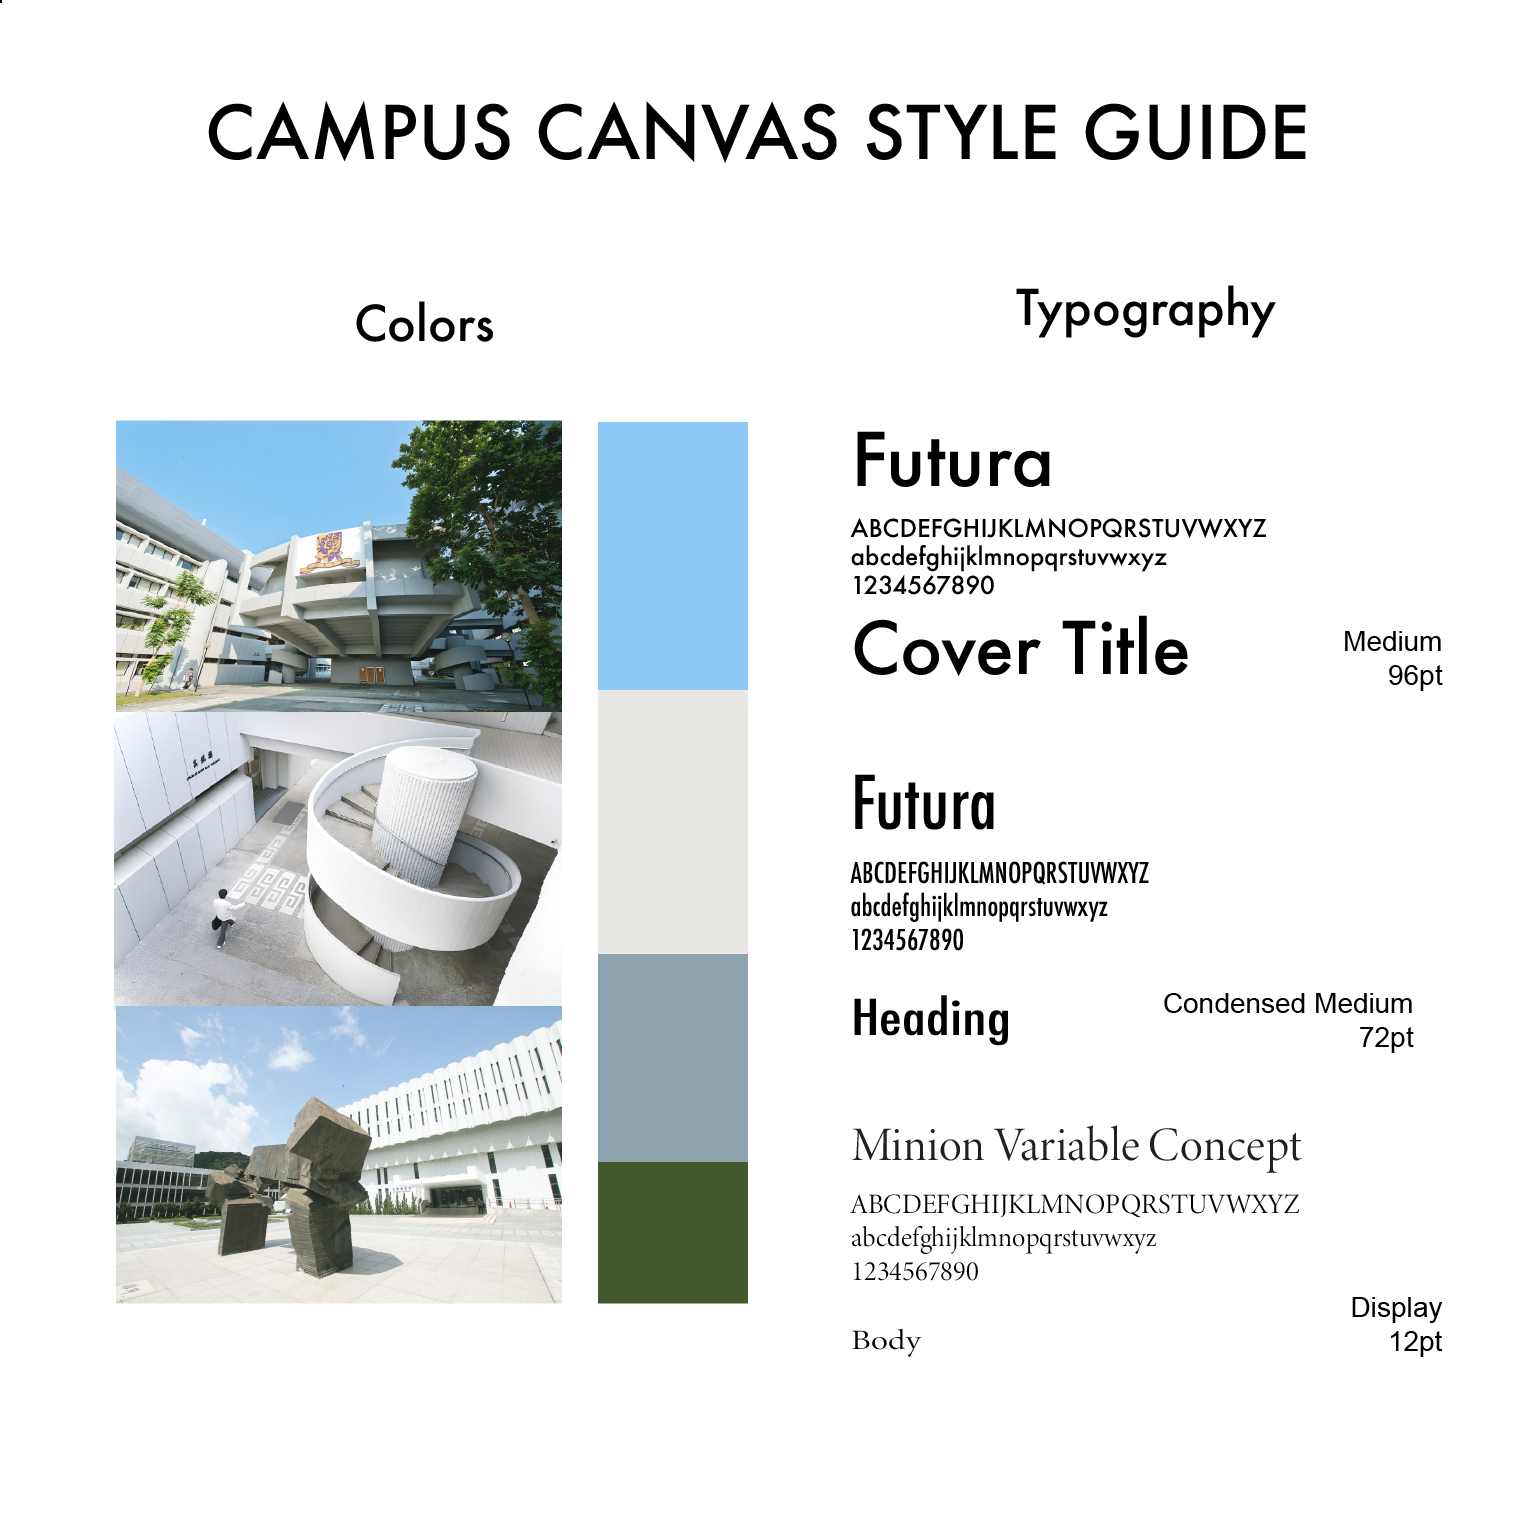 CAMPUS CANVAS STYLE GUIDE
Colors
Typography
Futura
ABCDEFGHIJKLMNOPQRSTUVWXYZ
abcdefghijklmnopqrstuvwxyz
1234567890
Cover Title
Medium
96pt
Futura
ABCDEFGHIJKLMNOPQRSTUVWXYZ
abcdefghijklmnopqrstuvwxyz
1234567890
Heading
Condensed Medium
72pt
Minion Variable Concept
ABCDEFGHIJKLMNOPQRSTUVWXYZ
abcdefghijklmnopqrstuvwxyz
1234567890
Body
Display
12pt